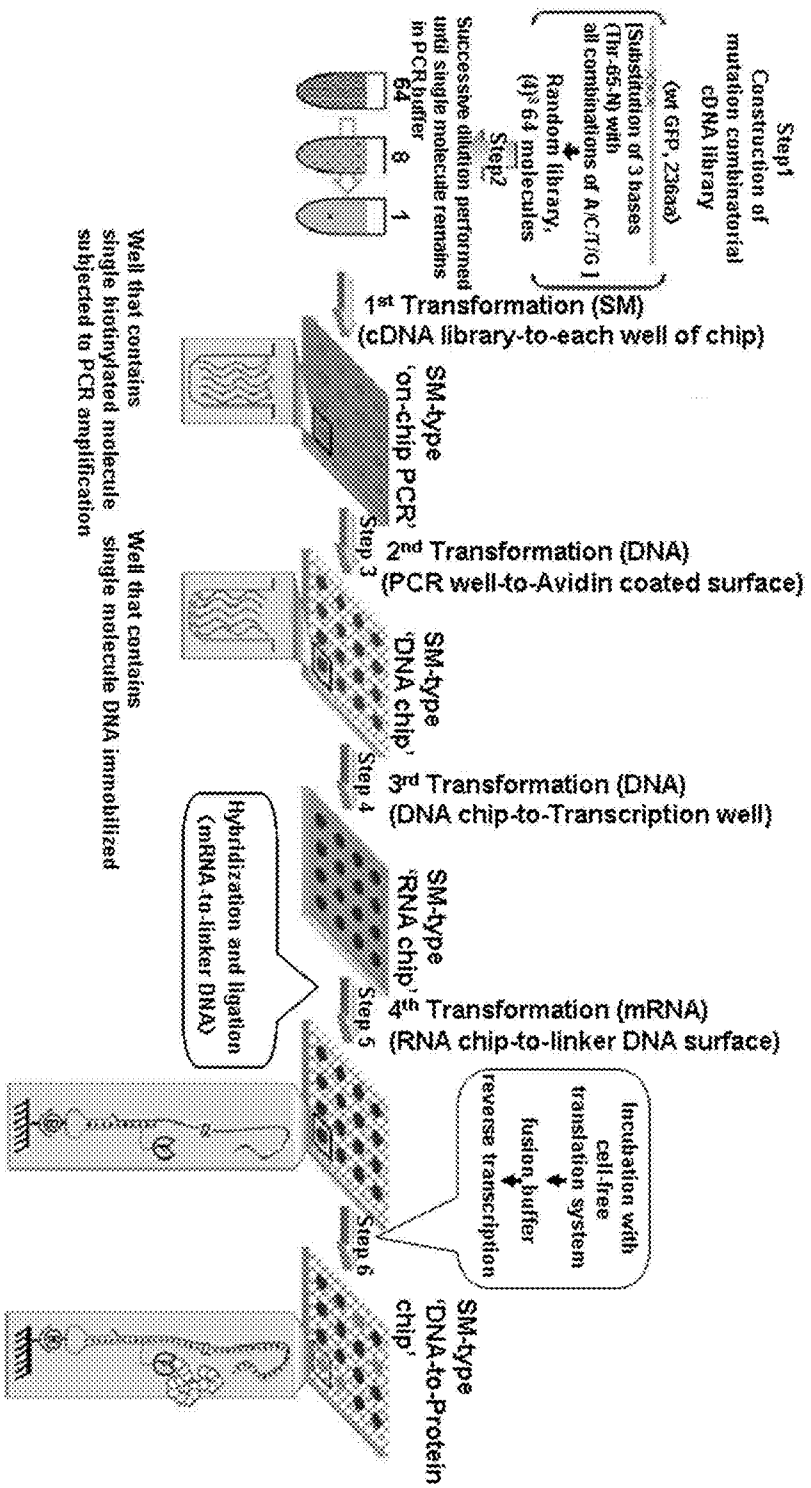 Step1
Construction of
mutation combinatorial
cDNA library
(wt GFP, 236aa)
[Substitution of 3 bases
(Thr-65-N) with
all combinations of A/C/T/G ]
Random library,
(4)³ 64 molecules
Step2
Successive dilution performed
until single molecule remains
in PCR buffer
64
8
1
1st Transformation (SM)
(cDNA library-to-each well of chip)
SM-type
'on-chip PCR'
Well that contains
single biotinylated molecule
subjected to PCR amplification
Step 3
2nd Transformation (DNA)
(PCR well-to-Avidin coated surface)
SM-type
'DNA chip'
Well that contains
single molecule DNA immobilized
Step 4
3rd Transformation (DNA)
(DNA chip-to-Transcription well)
SM-type
'RNA chip'
Hybridization and ligation
(mRNA-to-linker DNA)
Step 5
4th Transformation (mRNA)
(RNA chip-to-linker DNA surface)
Incubation with
cell-free
translation system
fusion buffer
reverse transcription
Step 6
SM-type
'DNA-to-Protein
chip'